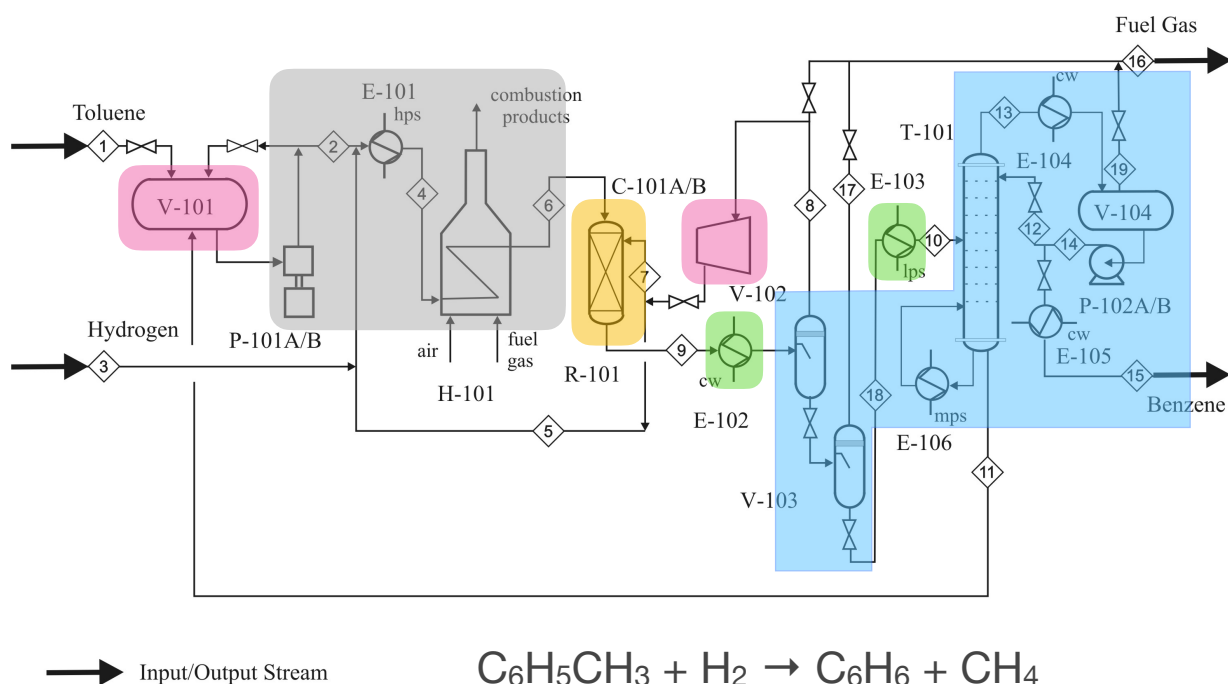 Fuel Gas
16
cw
E-101
combustion
products
hps
13
T-101
Toluene
1
2
E-104
C-101A/B
E-103
19
V-101
4
6
8
17
V-104
10
12
14
lps
7
V-102
P-102A/B
Hydrogen
P-101A/B
air
fuel
gas
R-101
9
cw
E-105
3
H-101
cw
18
15
Benzene
E-102
mps
5
E-106
11
V-103
Input/Output Stream
C6H5CH3 + H2 → C6H6 + CH4